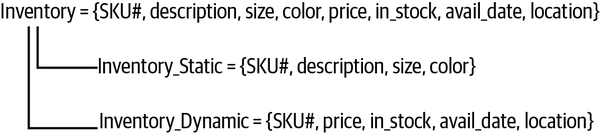 Inventory = {SKU#, description, size, color, price, in_stock, avail_date, location}
Inventory_Static = {SKU#, description, size, color}
Inventory_Dynamic = {SKU#, price, in_stock, avail_date, location}